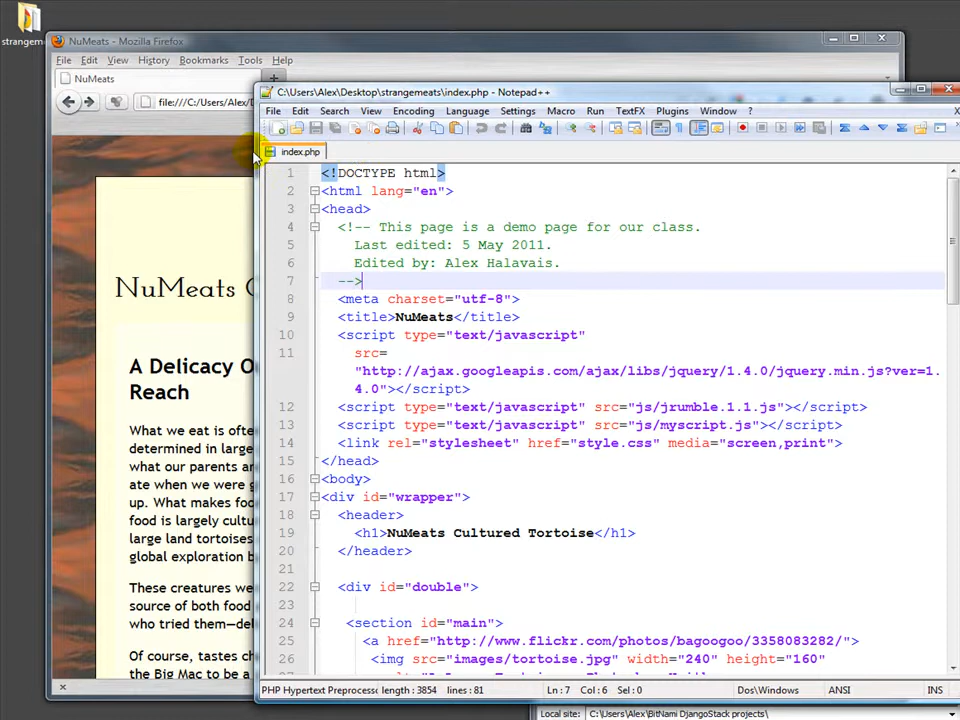 strangem
NuMeats - Mozilla Firefox
File Edit View History Bookmarks Tools Help
NuMeats
file:///C:/Users/Alex/D
NuMeats C
A Delicacy O
Reach
What we eat is ofte
determined in large
what our parents a
ate when we were g
up. What makes foo
food is largely cultu
large land tortoises
global exploration b
These creatures we
source of both food
who tried them—del
Of course, tastes ch
the Big Mac to be a
C:\Users\Alex\Desktop\strangemeats\index.php - Notepad++
File Edit Search View Encoding Language Settings Macro Run TextFX Plugins Window ?
X
index.php
1 <!DOCTYPE html>
2 <html lang="en">
3 <head>
4 <!-- This page is a demo page for our class.
5 Last edited: 5 May 2011.
6 Edited by: Alex Halavais.
7 -->
8 <meta charset="utf-8">
9 <title>NuMeats</title>
10 <script type="text/javascript"
11 src=
"http://ajax.googleapis.com/ajax/libs/jquery/1.4.0/jquery.min.js?ver=1.
4.0"></script>
12 <script type="text/javascript" src="js/jrumble.1.1.js"></script>
13 <script type="text/javascript" src="js/myscript.js"></script>
14 <link rel="stylesheet" href="style.css" media="screen,print">
15 </head>
16 <body>
17 <div id="wrapper">
18 <header>
19 <h1>NuMeats Cultured Tortoise</h1>
20 </header>
21
22 <div id="double">
23
24 <section id="main">
25 <a href="http://www.flickr.com/photos/bagoogoo/3358083282/">
26 <img src="images/tortoise.jpg" width="240" height="160"
PHP Hypertext Preprocesso length : 3854 lines : 81 Ln : 7 Col : 6 Sel : 0 Dos\Windows ANSI INS
Local site: C:\Users\Alex\BitNami DjangoStack projects\